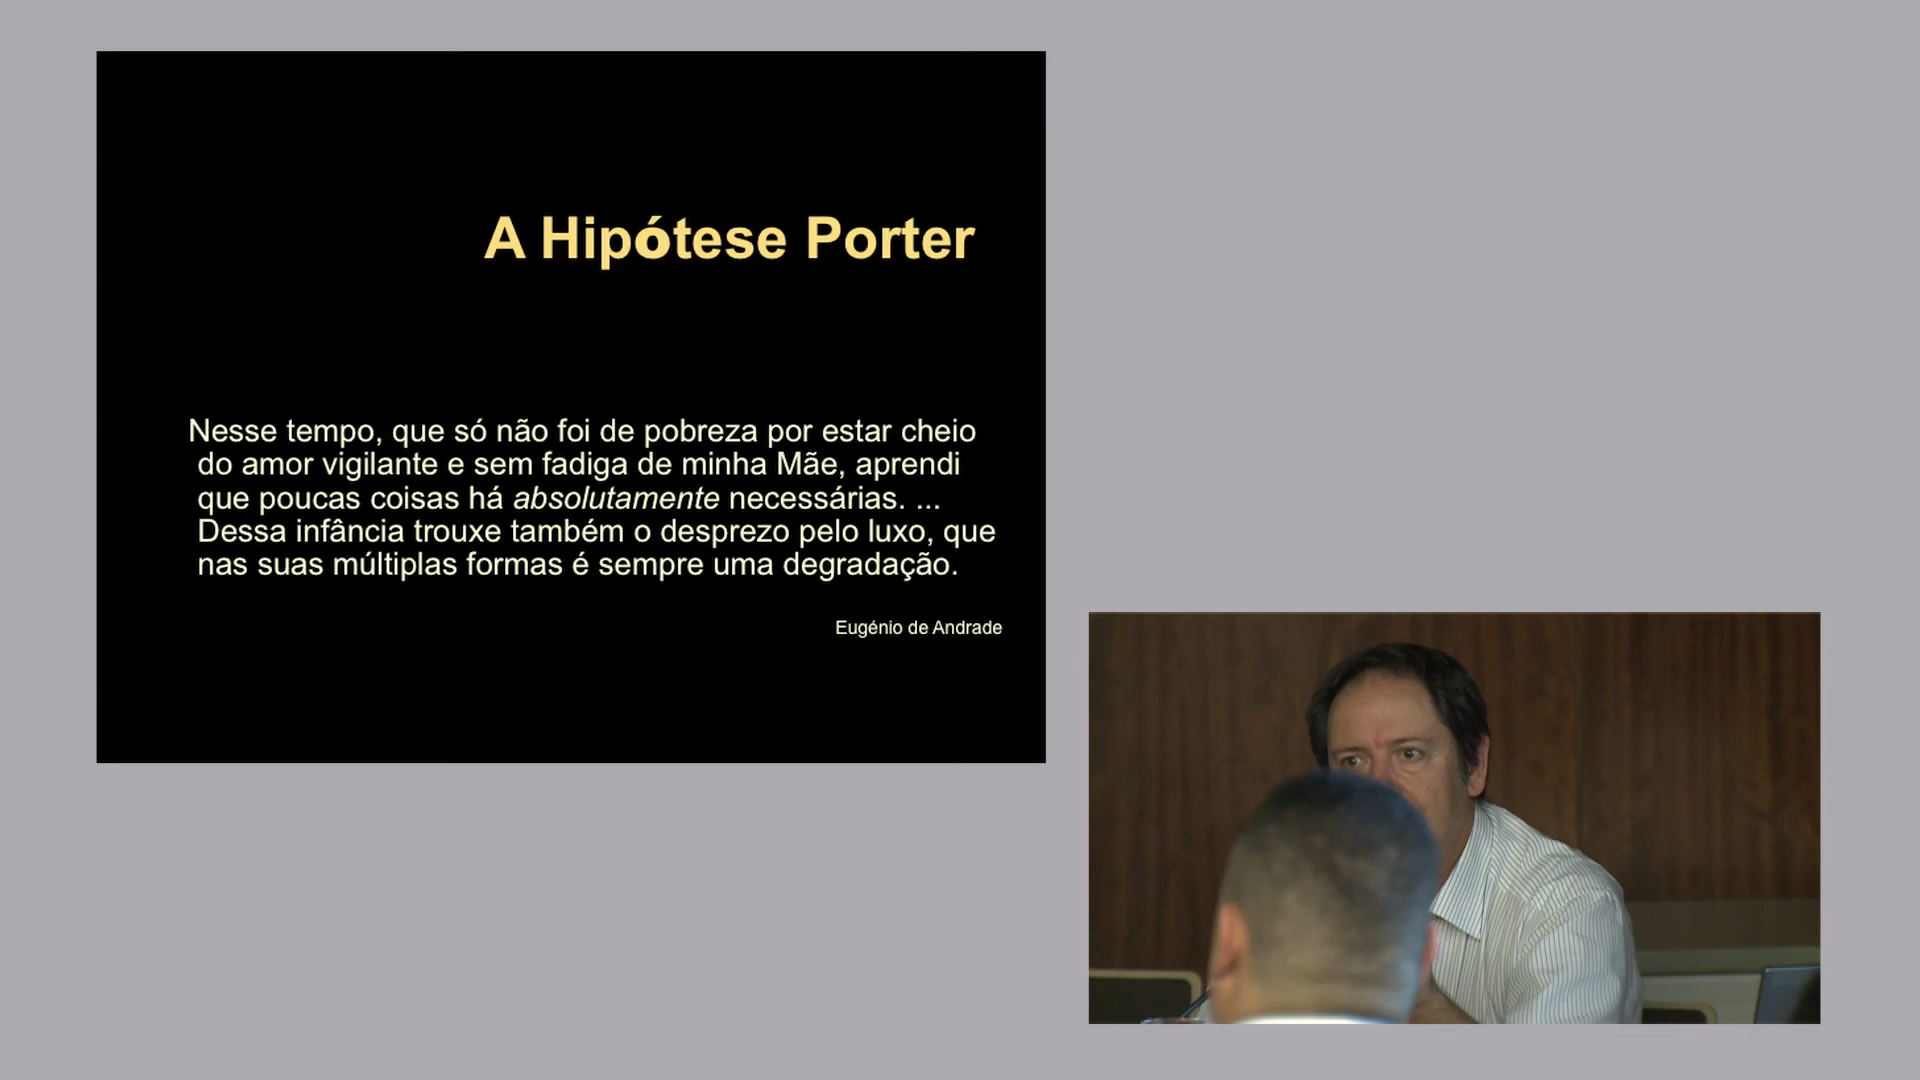 A Hipótese Porter
Nesse tempo, que só não foi de pobreza por estar cheio
do amor vigilante e sem fadiga de minha Mãe, aprendi
que poucas coisas há absolutamente necessárias. ...
Dessa infância trouxe também o desprezo pelo luxo, que
nas suas múltiplas formas é sempre uma degradação.
Eugénio de Andrade